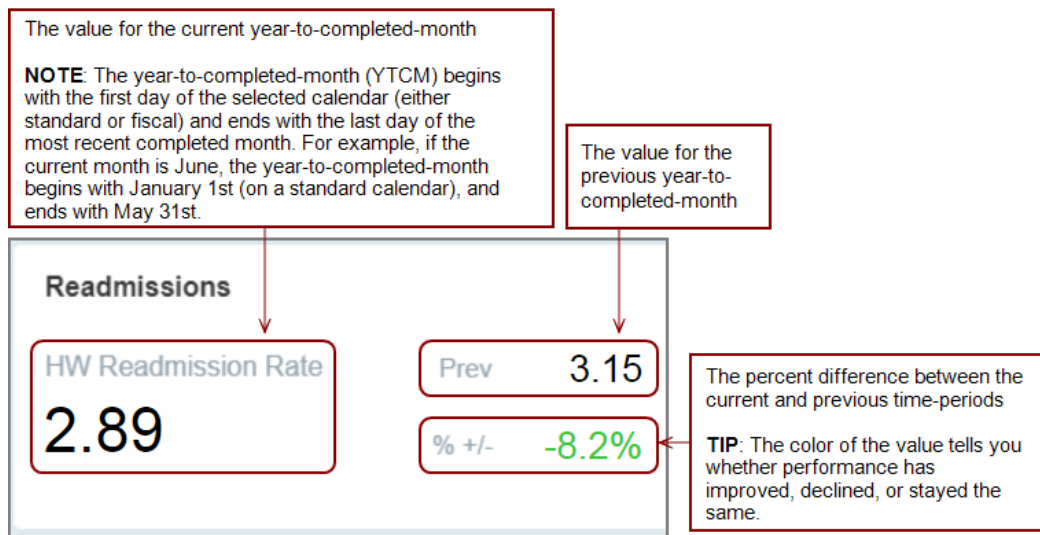 The value for the current year-to-completed-month
NOTE: The year-to-completed-month (YTCM) begins
with the first day of the selected calendar (either
standard or fiscal) and ends with the last day of the
most recent completed month. For example, if the
current month is June, the year-to-completed-month
begins with January 1st (on a standard calendar), and
ends with May 31st.
The value for the
previous year-to-
completed-month
Readmissions
HW Readmission Rate
2.89
Prev 3.15
% +/- -8.2%
The percent difference between the
current and previous time-periods
TIP: The color of the value tells you
whether performance has
improved, declined, or stayed the
same.